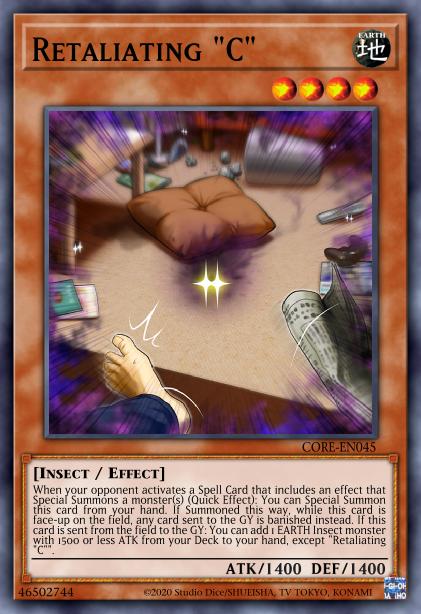 RETALIATING "C"
EARTH
地
CORE-EN045
[INSECT / EFFECT]
When your opponent activates a Spell Card that includes an effect that
Special Summons a monster(s) (Quick Effect): You can Special Summon
this card from your hand. If Summoned this way, while this card is
face-up on the field, any card sent to the GY is banished instead. If this
card is sent from the field to the GY: You can add 1 EARTH Insect monster
with 1500 or less ATK from your Deck to your hand, except "Retaliating
"C"".
ATK/1400 DEF/1400
46502744
©2020 Studio Dice/SHUEISHA, TV TOKYO, KONAMI